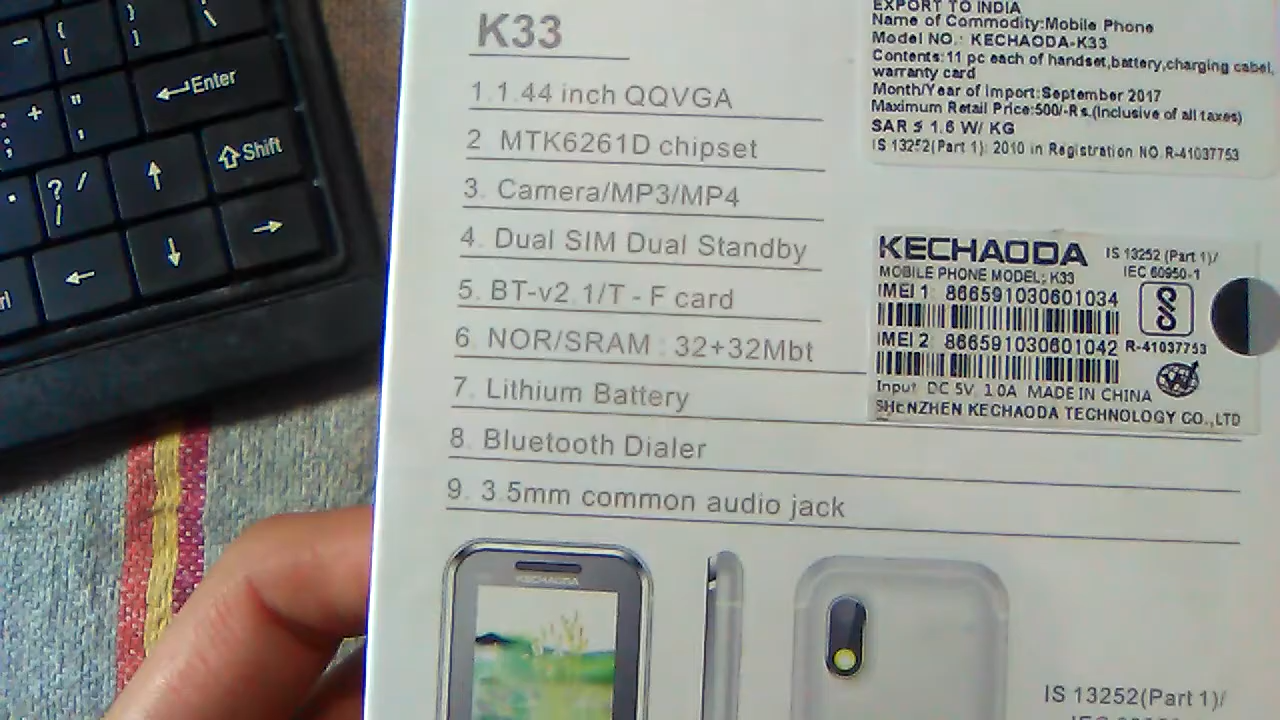 K33
1.1.44 inch QQVGA
2 MTK6261D chipset
3. Camera/MP3/MP4
4. Dual SIM Dual Standby
5. BT-v2.1/T - F card
6. NOR/SRAM : 32+32Mbt
7. Lithium Battery
8. Bluetooth Dialer
9. 3.5mm common audio jack
EXPORT TO INDIA
Name of Commodity:Mobile Phone
Model NO.: KECHAODA-K33
Contents:11 pc each of handset,battery,charging cabel,
warranty card
Month/Year of Import:September 2017
Maximum Retail Price:500/-Rs.(Inclusive of all taxes)
SAR ≤ 1.6 W/ KG
IS 13252(Part 1): 2010 in Registration NO.R-41037753
KECHAODA
IS 13252 (Part 1)/
IEC 60950-1
MOBILE PHONE MODEL: K33
IMEI 1: 866591030601034
IMEI 2: 866591030601042
R-41037753
Input: DC 5V 1.0A MADE IN CHINA
SHENZHEN KECHAODA TECHNOLOGY CO.,LTD
KECHAODA
IS 13252(Part 1)/
Enter
Shift